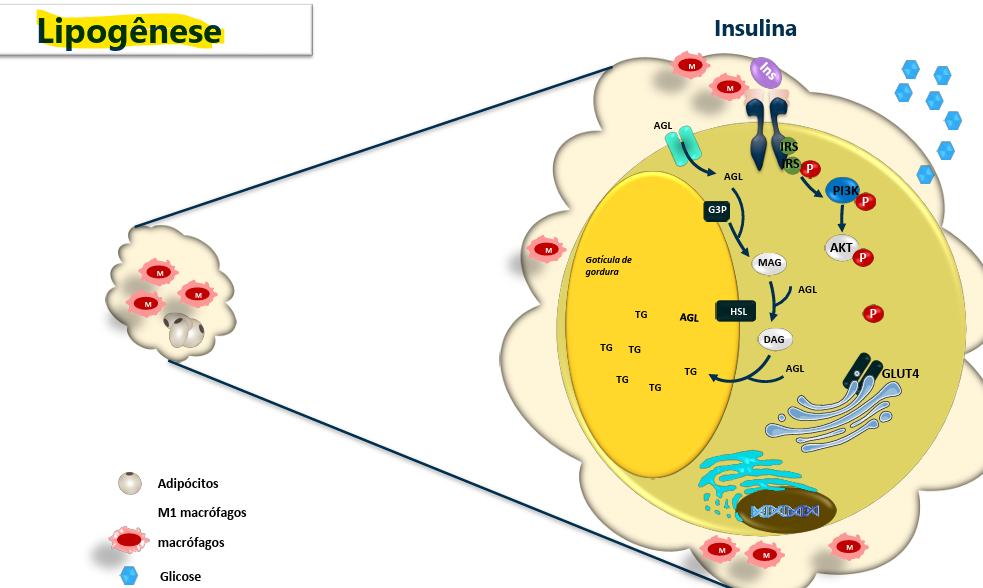 Lipogênese
Insulina
M
Ins
M
AGL
IRS
IRS
P
AGL
PI3K
P
G3P
AKT
P
M
Gotícula de
gordura
MAG
M
M
M
AGL
TG
AGL
HSL
P
DAG
TG
TG
AGL
TG
GLUT4
TG
TG
Adipócitos
M1 macrófagos
macrófagos
M
M
M
Glicose